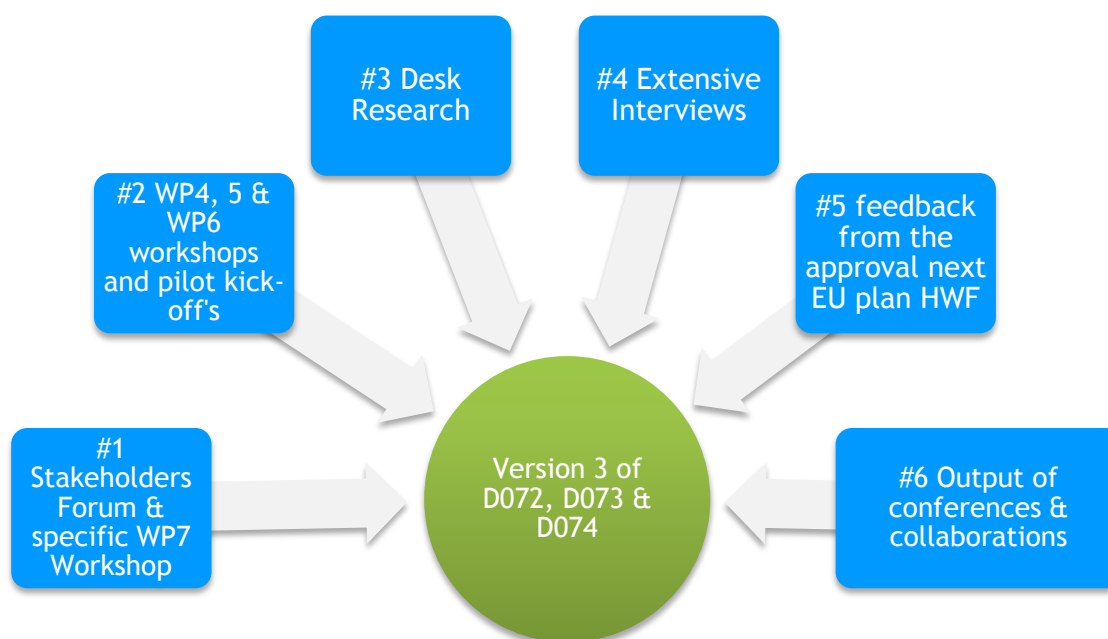 #1
Stakeholders
Forum &
specific WP7
Workshop
#2 WP4, 5 &
WP6
workshops
and pilot kick-
off's
#3 Desk
Research
#4 Extensive
Interviews
#5 feedback
from the
approval next
EU plan HWF
#6 Output of
conferences &
collaborations
Version 3 of
D072, D073 &
D074